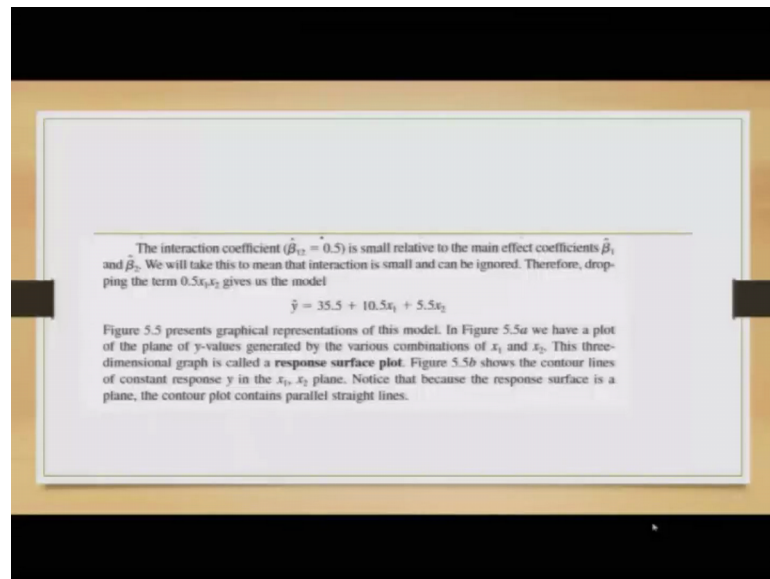 The interaction coefficient (β̂₁₂ = 0.5) is small relative to the main effect coefficients β̂₁
and β̂₂. We will take this to mean that interaction is small and can be ignored. Therefore, drop-
ping the term 0.5x₁x₂ gives us the model
ŷ = 35.5 + 10.5x₁ + 5.5x₂
Figure 5.5 presents graphical representations of this model. In Figure 5.5a we have a plot
of the plane of y-values generated by the various combinations of x₁ and x₂. This three-
dimensional graph is called a response surface plot. Figure 5.5b shows the contour lines
of constant response y in the x₁, x₂ plane. Notice that because the response surface is a
plane, the contour plot contains parallel straight lines.